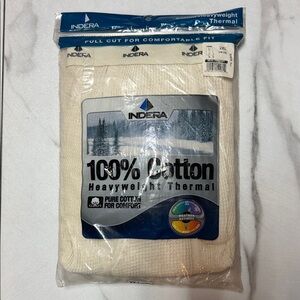 INDERA
Heavyweight
Thermal
FULL CUT FOR COMFORTABLE FIT
INDERA
INDERA
INDERA
INDERA
100% Cotton
Heavyweight Thermal
PURE COTTON
FOR COMFORT